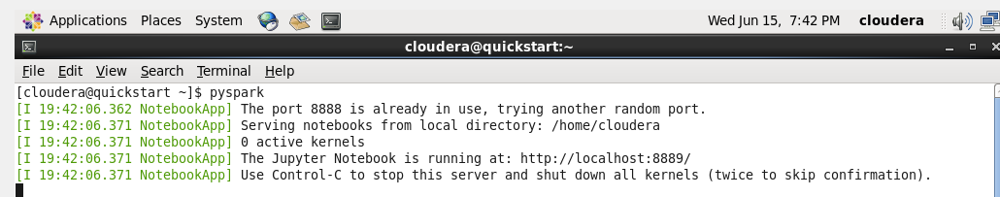 Applications Places System Wed Jun 15, 7:42 PM cloudera
cloudera@quickstart:~
File Edit View Search Terminal Help
[cloudera@quickstart ~]$ pyspark
[I 19:42:06.362 NotebookApp] The port 8888 is already in use, trying another random port.
[I 19:42:06.371 NotebookApp] Serving notebooks from local directory: /home/cloudera
[I 19:42:06.371 NotebookApp] 0 active kernels
[I 19:42:06.371 NotebookApp] The Jupyter Notebook is running at: http://localhost:8889/
[I 19:42:06.371 NotebookApp] Use Control-C to stop this server and shut down all kernels (twice to skip confirmation).